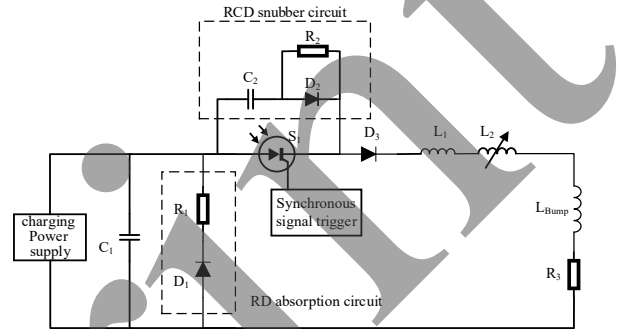 RCD snubber circuit
R2
C2
D2
S1
D3
L1
L2
Synchronous
signal trigger
charging
Power
supply
C1
R1
D1
LBump
R3
RD absorption circuit